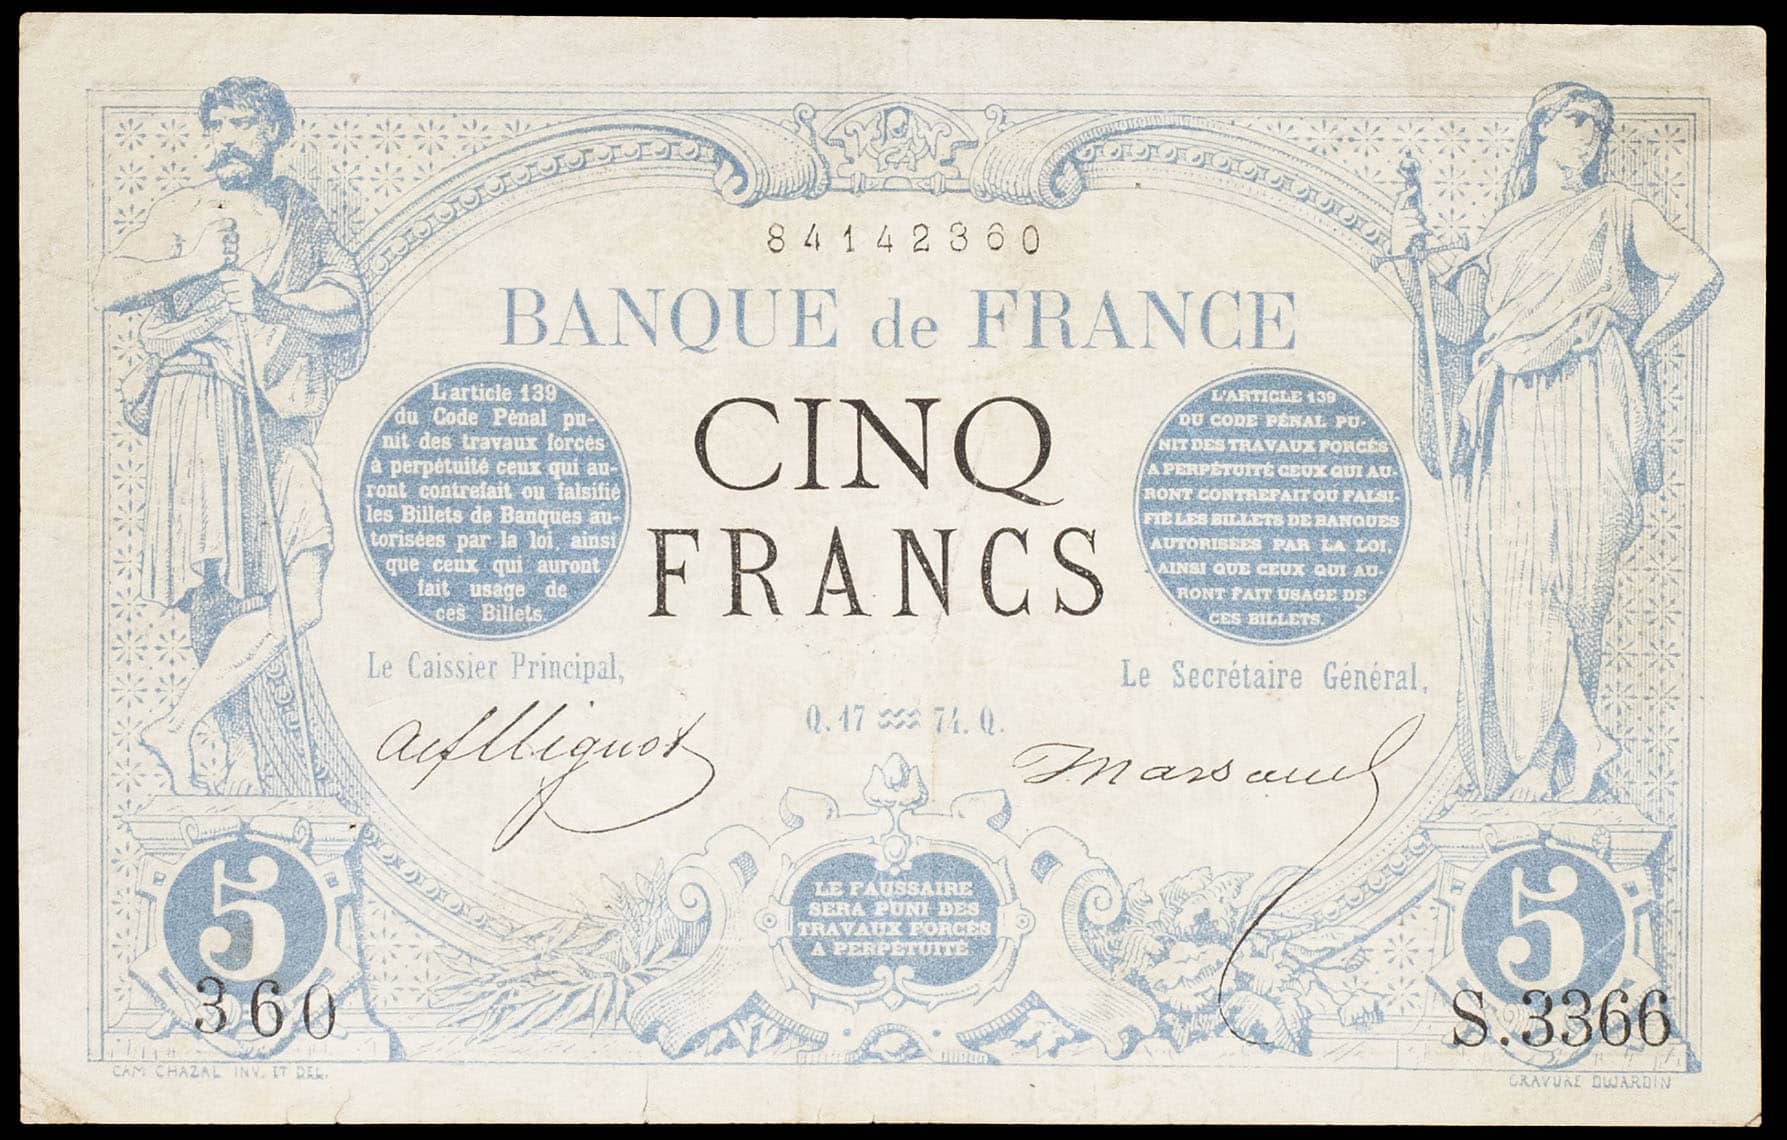 84142360
BANQUE de FRANCE
L'article 139
du Code Pénal pu-
nit des travaux forcés
à perpétuité ceux qui au-
ront contrefait ou falsifié
les Billets de Banques au-
torisées par la loi, ainsi
que ceux qui auront
fait usage de
ces Billets.
CINQ
FRANCS
L'ARTICLE 139
DU CODE PÉNAL PU-
NIT DES TRAVAUX FORCÉS
A PERPÉTUITÉ CEUX QUI AU-
RONT CONTREFAIT OU FALSI-
FIÉ LES BILLETS DE BANQUES
AUTORISÉES PAR LA LOI,
AINSI QUE CEUX QUI AU-
RONT FAIT USAGE DE
CES BILLETS.
Le Caissier Principal,
Le Secrétaire Général,
Q. 17 74. Q.
Mignot
Marsaud
LE FAUSSAIRE
SERA PUNI DES
TRAVAUX FORCES
A PERPETUITÉ
5
5
360
S.3366
CAM. CHAZAL INV. ET DEL.
GRAVURE DUJARDIN